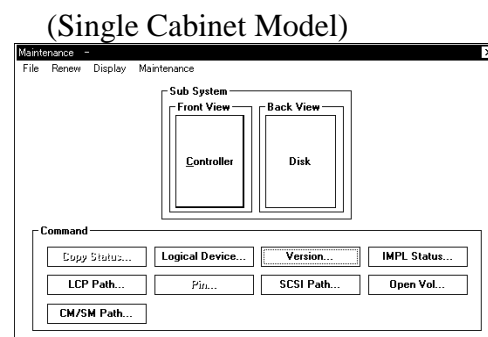 (Single Cabinet Model)
Maintenance -
File Renew Display Maintenance
Sub System
Front View Back View
Controller Disk
Command
Copy Status... Logical Device... Version... IMPL Status...
LCP Path... Pin... SCSI Path... Open Vol...
CM/SM Path...